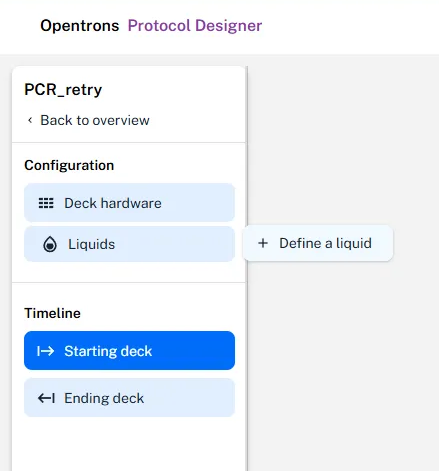 Opentrons Protocol Designer
PCR_retry
Back to overview
Configuration
Deck hardware
Liquids
+ Define a liquid
Timeline
Starting deck
Ending deck